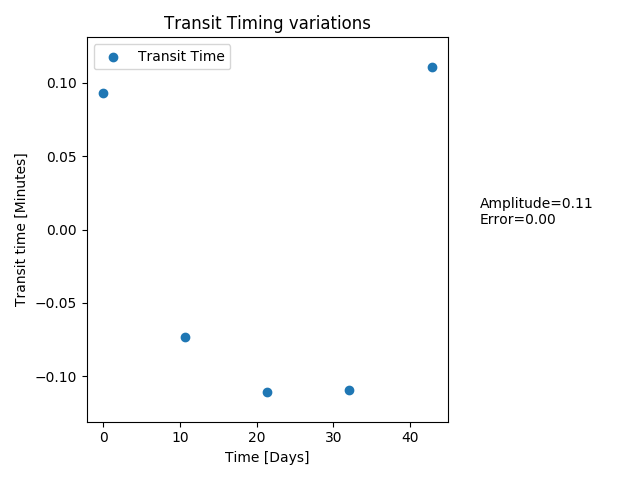 Transit Timing variations
Transit Time
0.10
0.05
0.00
−0.05
−0.10
Transit time [Minutes]
0 10 20 30 40
Time [Days]
Amplitude=0.11
Error=0.00